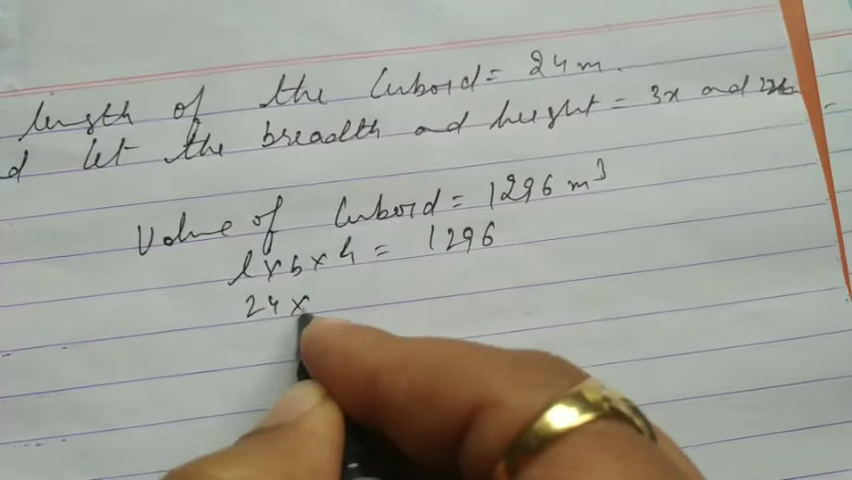 length of the Cuboid = 24 m.
d let the breadth and height = 3x and 2x
Volume of Cuboid = 1296 m³
l × b × h = 1296
24 ×